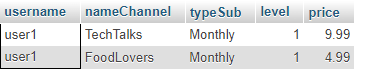 username nameChannel typeSub level price
user1 TechTalks Monthly 1 9.99
user1 FoodLovers Monthly 1 4.99